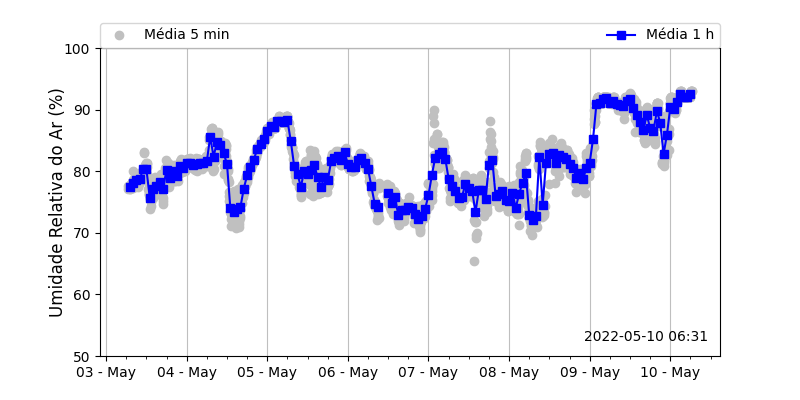 Média 5 min
Média 1 h
Umidade Relativa do Ar (%)
100
90
80
70
60
50
2022-05-10 06:31
03 - May
04 - May
05 - May
06 - May
07 - May
08 - May
09 - May
10 - May